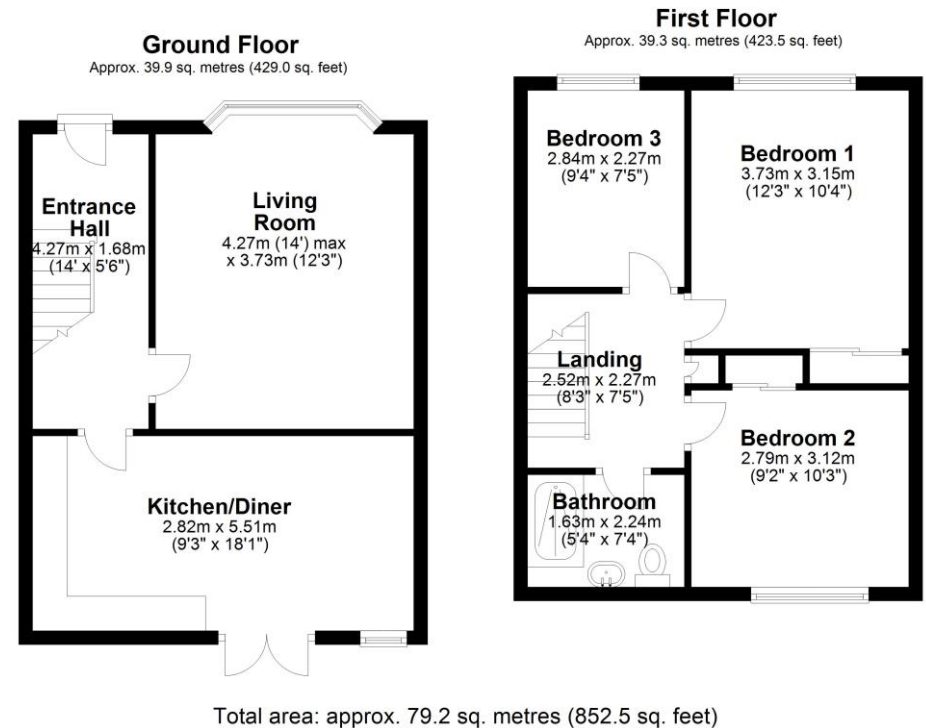 Ground Floor
Approx. 39.9 sq. metres (429.0 sq. feet)
Entrance
Hall
4.27m x 1.68m
(14' x 5'6")
Living
Room
4.27m (14') max
x 3.73m (12'3")
Kitchen/Diner
2.82m x 5.51m
(9'3" x 18'1")
First Floor
Approx. 39.3 sq. metres (423.5 sq. feet)
Bedroom 3
2.84m x 2.27m
(9'4" x 7'5")
Bedroom 1
3.73m x 3.15m
(12'3" x 10'4")
Landing
2.52m x 2.27m
(8'3" x 7'5")
Bedroom 2
2.79m x 3.12m
(9'2" x 10'3")
Bathroom
1.63m x 2.24m
(5'4" x 7'4")
Total area: approx. 79.2 sq. metres (852.5 sq. feet)